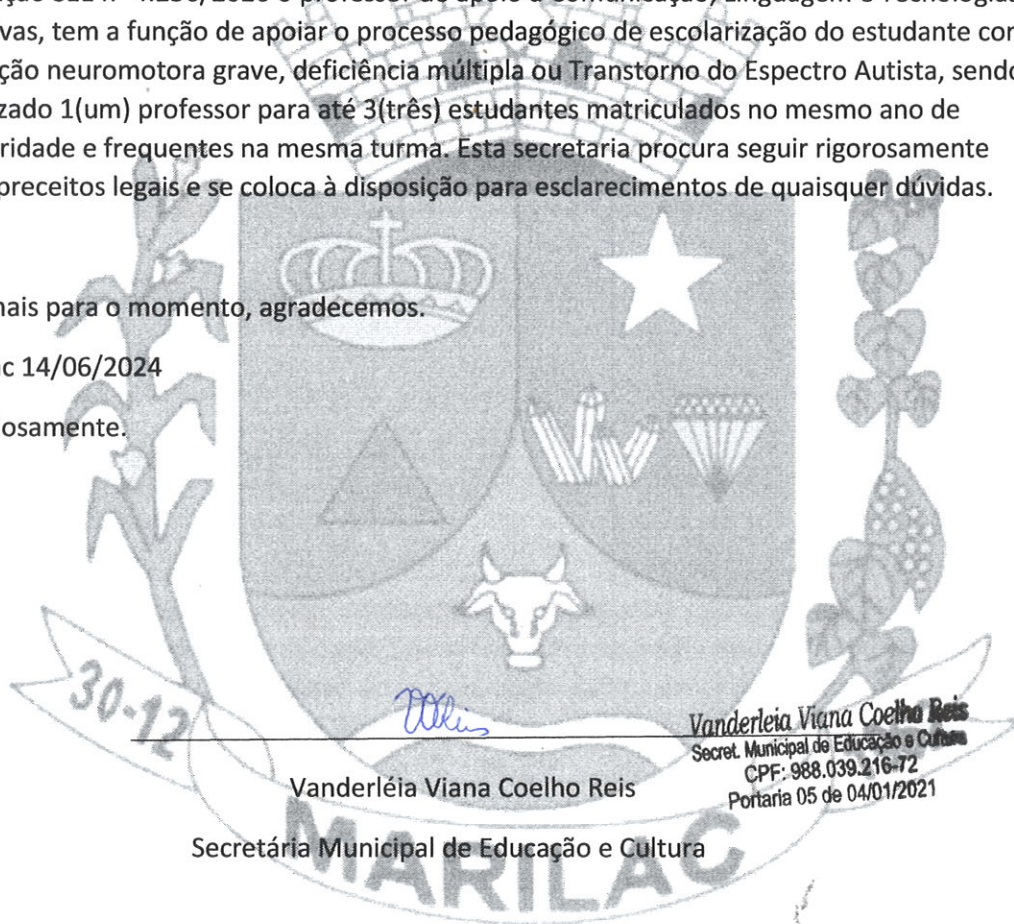 vas, tem a função de apoiar o processo pedagógico de escolarização do estudante com
ção neuromotora grave, deficiência múltipla ou Transtorno do Espectro Autista, sendo
zado 1(um) professor para até 3(três) estudantes matriculados no mesmo ano de
ridade e frequentes na mesma turma. Esta secretaria procura seguir rigorosamente
preceitos legais e se coloca à disposição para esclarecimentos de quaisquer dúvidas.
nais para o momento, agradecemos.
c 14/06/2024
osamente.
30-12
Vanderleia Viana Coelho Reis
Secret. Municipal de Educação e Cultura
CPF: 988.039.216-72
Portaria 05 de 04/01/2021
Vanderléia Viana Coelho Reis
Secretária Municipal de Educação e Cultura
MARILAC